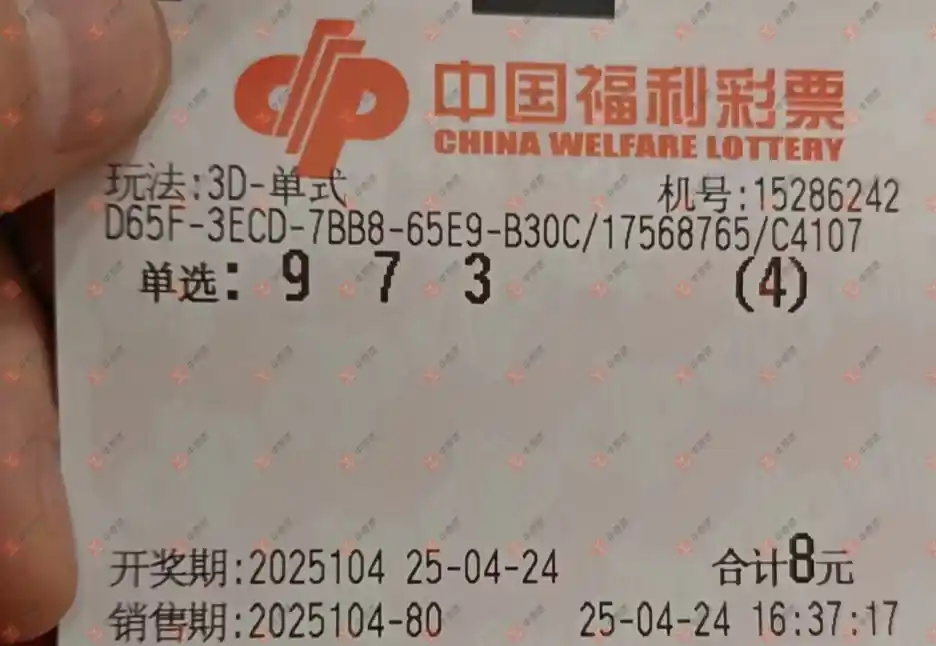 中国福利彩票
CHINA WELFARE LOTTERY
玩法:3D-单式 机号:15286242
D65F-3ECD-7BB8-65E9-B30C/17568765/C4107
单选: 9 7 3 (4)
开奖期:2025104 25-04-24 合计8元
销售期:2025104-80 25-04-24 16:37:17